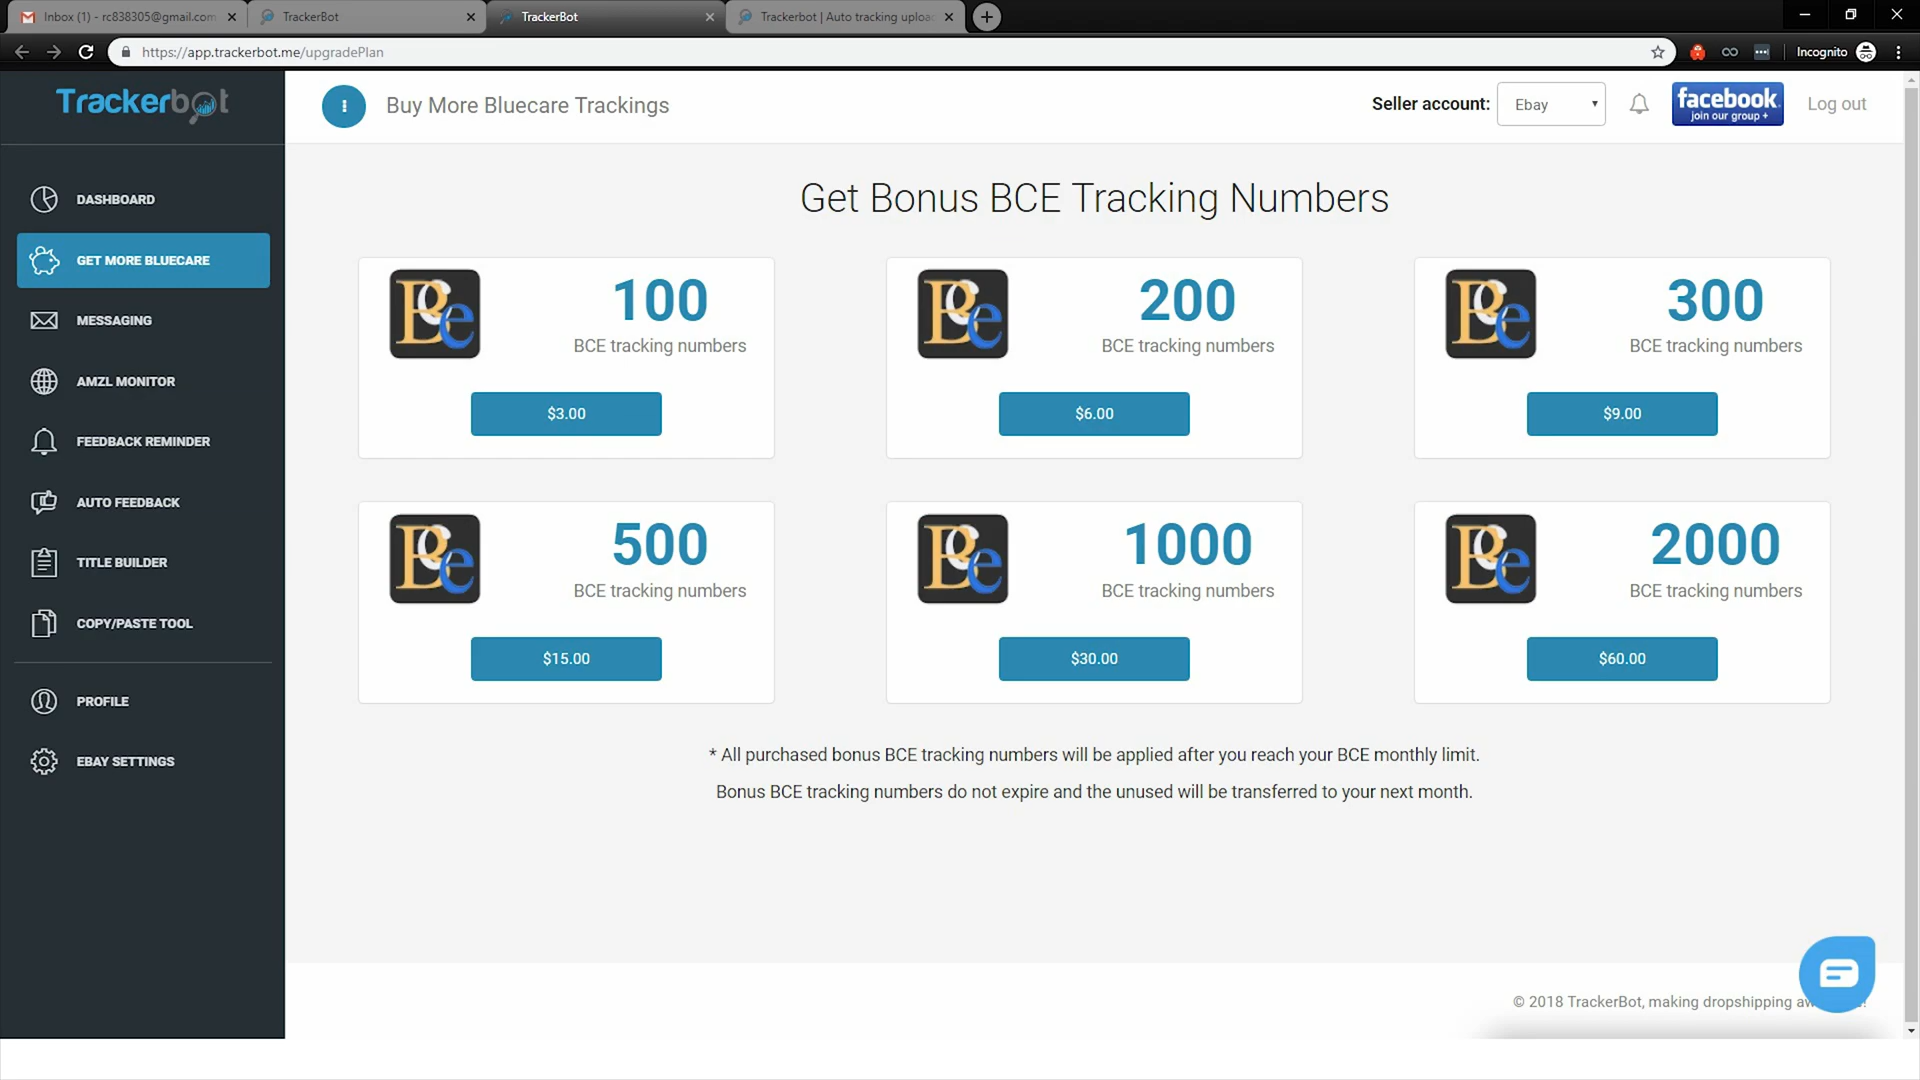 Inbox (1) - rc838305@gmail.com
TrackerBot
TrackerBot
Trackerbot | Auto tracking uploa
https://app.trackerbot.me/upgradePlan
Incognito
Trackerbot
Buy More Bluecare Trackings
Seller account:
Ebay
facebook
join our group +
Log out
DASHBOARD
GET MORE BLUECARE
MESSAGING
AMZL MONITOR
FEEDBACK REMINDER
AUTO FEEDBACK
TITLE BUILDER
COPY/PASTE TOOL
PROFILE
EBAY SETTINGS
Get Bonus BCE Tracking Numbers
Bce
100
BCE tracking numbers
$3.00
Bce
200
BCE tracking numbers
$6.00
Bce
300
BCE tracking numbers
$9.00
Bce
500
BCE tracking numbers
$15.00
Bce
1000
BCE tracking numbers
$30.00
Bce
2000
BCE tracking numbers
$60.00
* All purchased bonus BCE tracking numbers will be applied after you reach your BCE monthly limit.
Bonus BCE tracking numbers do not expire and the unused will be transferred to your next month.
© 2018 TrackerBot, making dropshipping